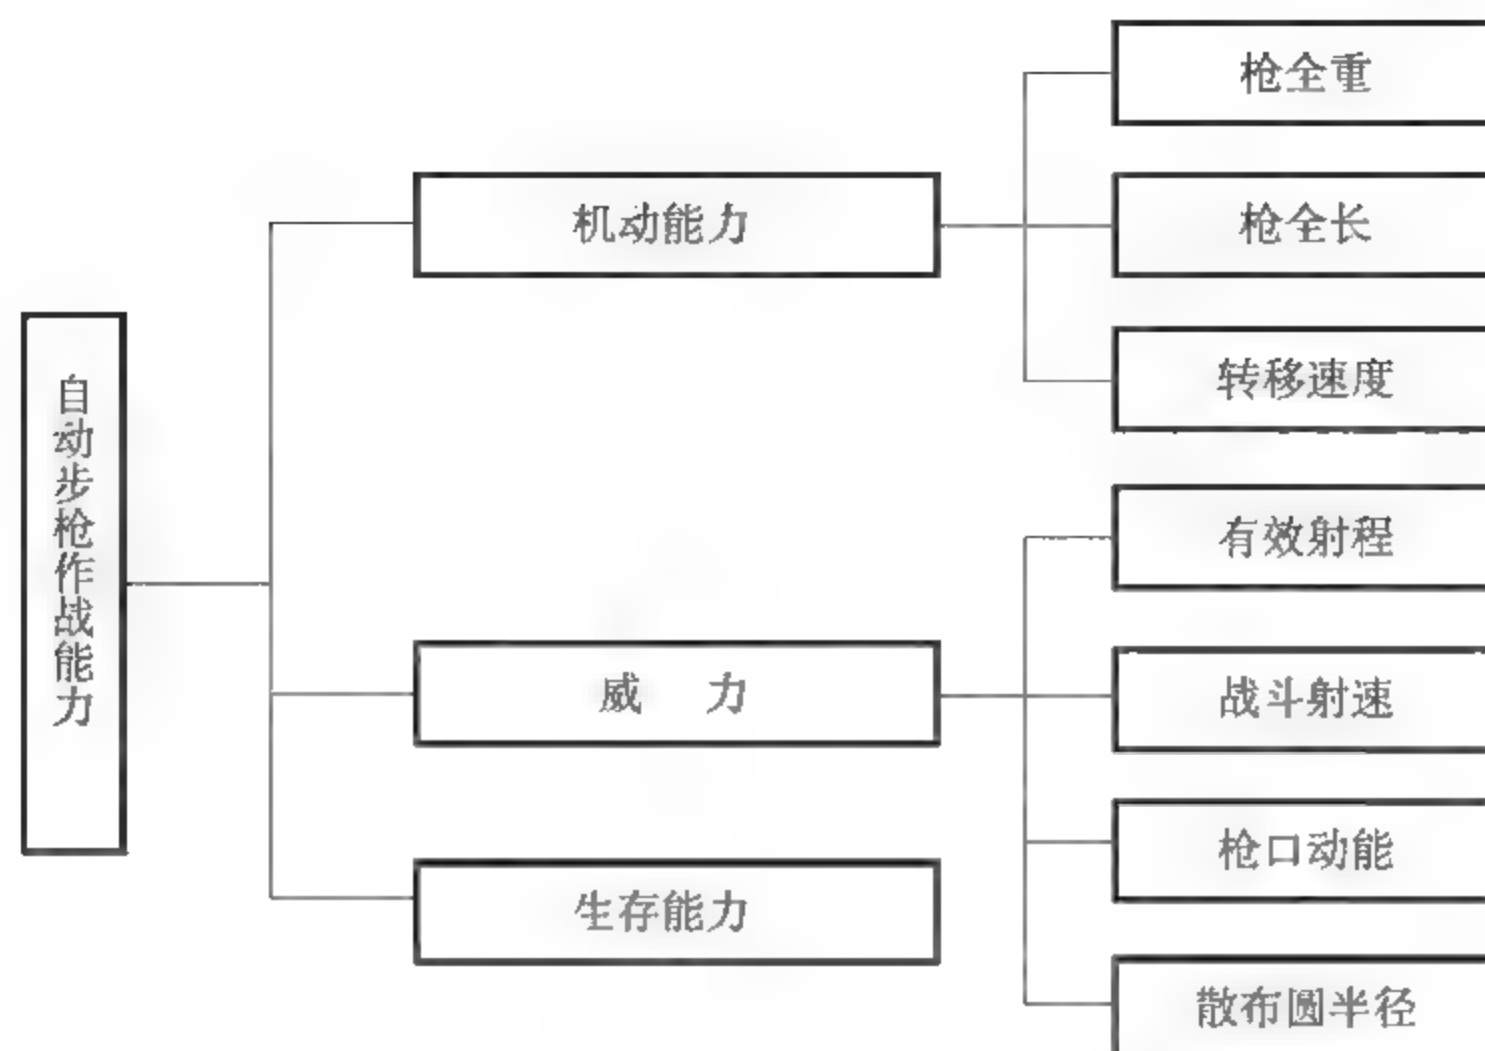 枪全重
机动能力
枪全长
转移速度
自动步枪作战能力
有效射程
威 力
战斗射速
枪口动能
生存能力
散布圆半径